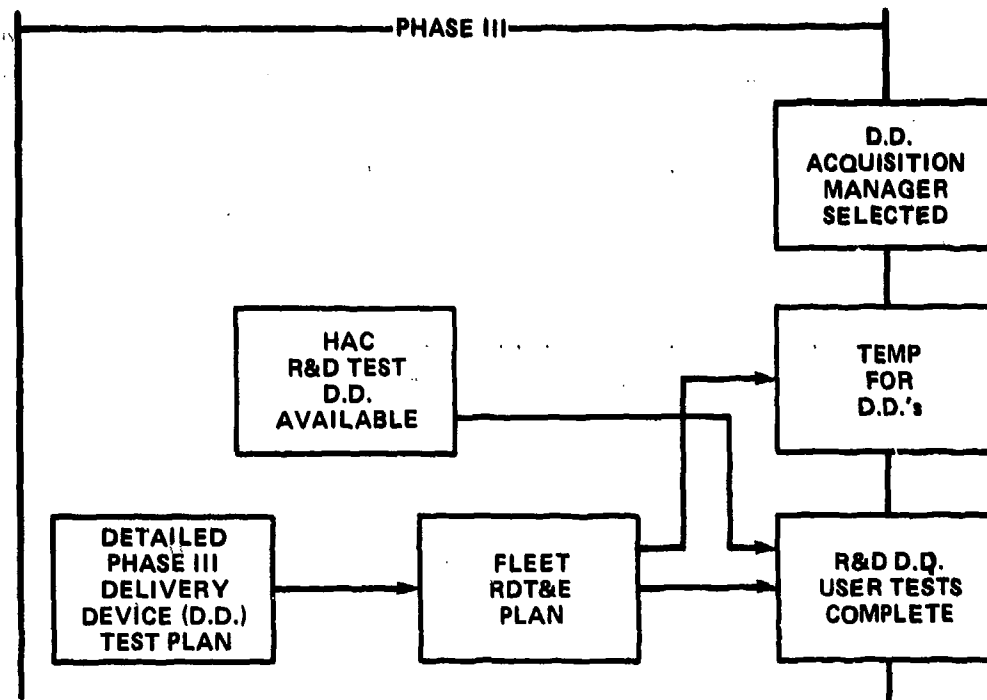 PHASE III
D.D.
ACQUISITION
MANAGER
SELECTED
HAC
R&D TEST
D.D.
AVAILABLE
TEMP
FOR
D.D.'s
DETAILED
PHASE III
DELIVERY
DEVICE (D.D.)
TEST PLAN
FLEET
RDT&E
PLAN
R&D D.D.
USER TESTS
COMPLETE